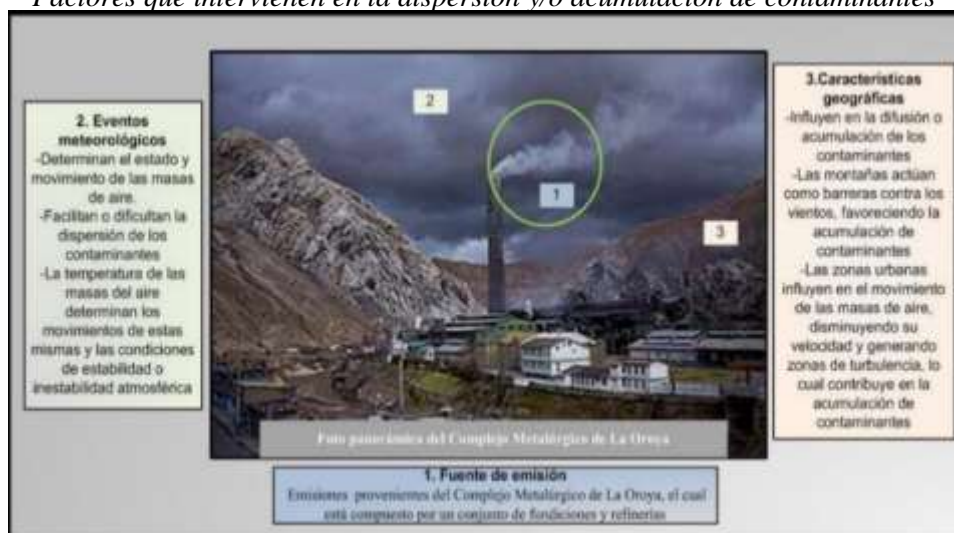 Factores que intervienen en la dispersión y/o acumulación de contaminantes
2. Eventos
meteorológicos
-Determinan el estado y
movimiento de las masas
de aire.
-Facilitan o dificultan la
dispersión de los
contaminantes
-La temperatura de las
masas del aire
determinan los
movimientos de estas
mismas y las condiciones
de estabilidad o
inestabilidad atmosférica
2
1
3
Foto panorámica del Complejo Metalúrgico de La Oroya
3.Características
geográficas
-Influyen en la difusión o
acumulación de los
contaminantes
-Las montañas actúan
como barreras contra los
vientos, favoreciendo la
acumulación de
contaminantes
-Las zonas urbanas
influyen en el movimiento
de las masas de aire,
disminuyendo su
velocidad y generando
zonas de turbulencia, lo
cual contribuye en la
acumulación de
contaminantes
1. Fuente de emisión
Emisiones provenientes del Complejo Metalúrgico de La Oroya, el cual
está compuesto por un conjunto de fundiciones y refinerías